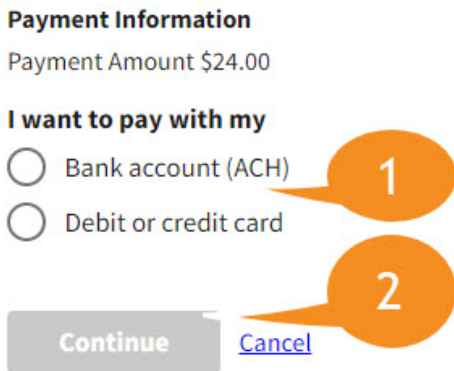 Payment Information
Payment Amount $24.00
I want to pay with my
Bank account (ACH)
1
Debit or credit card
2
Continue Cancel